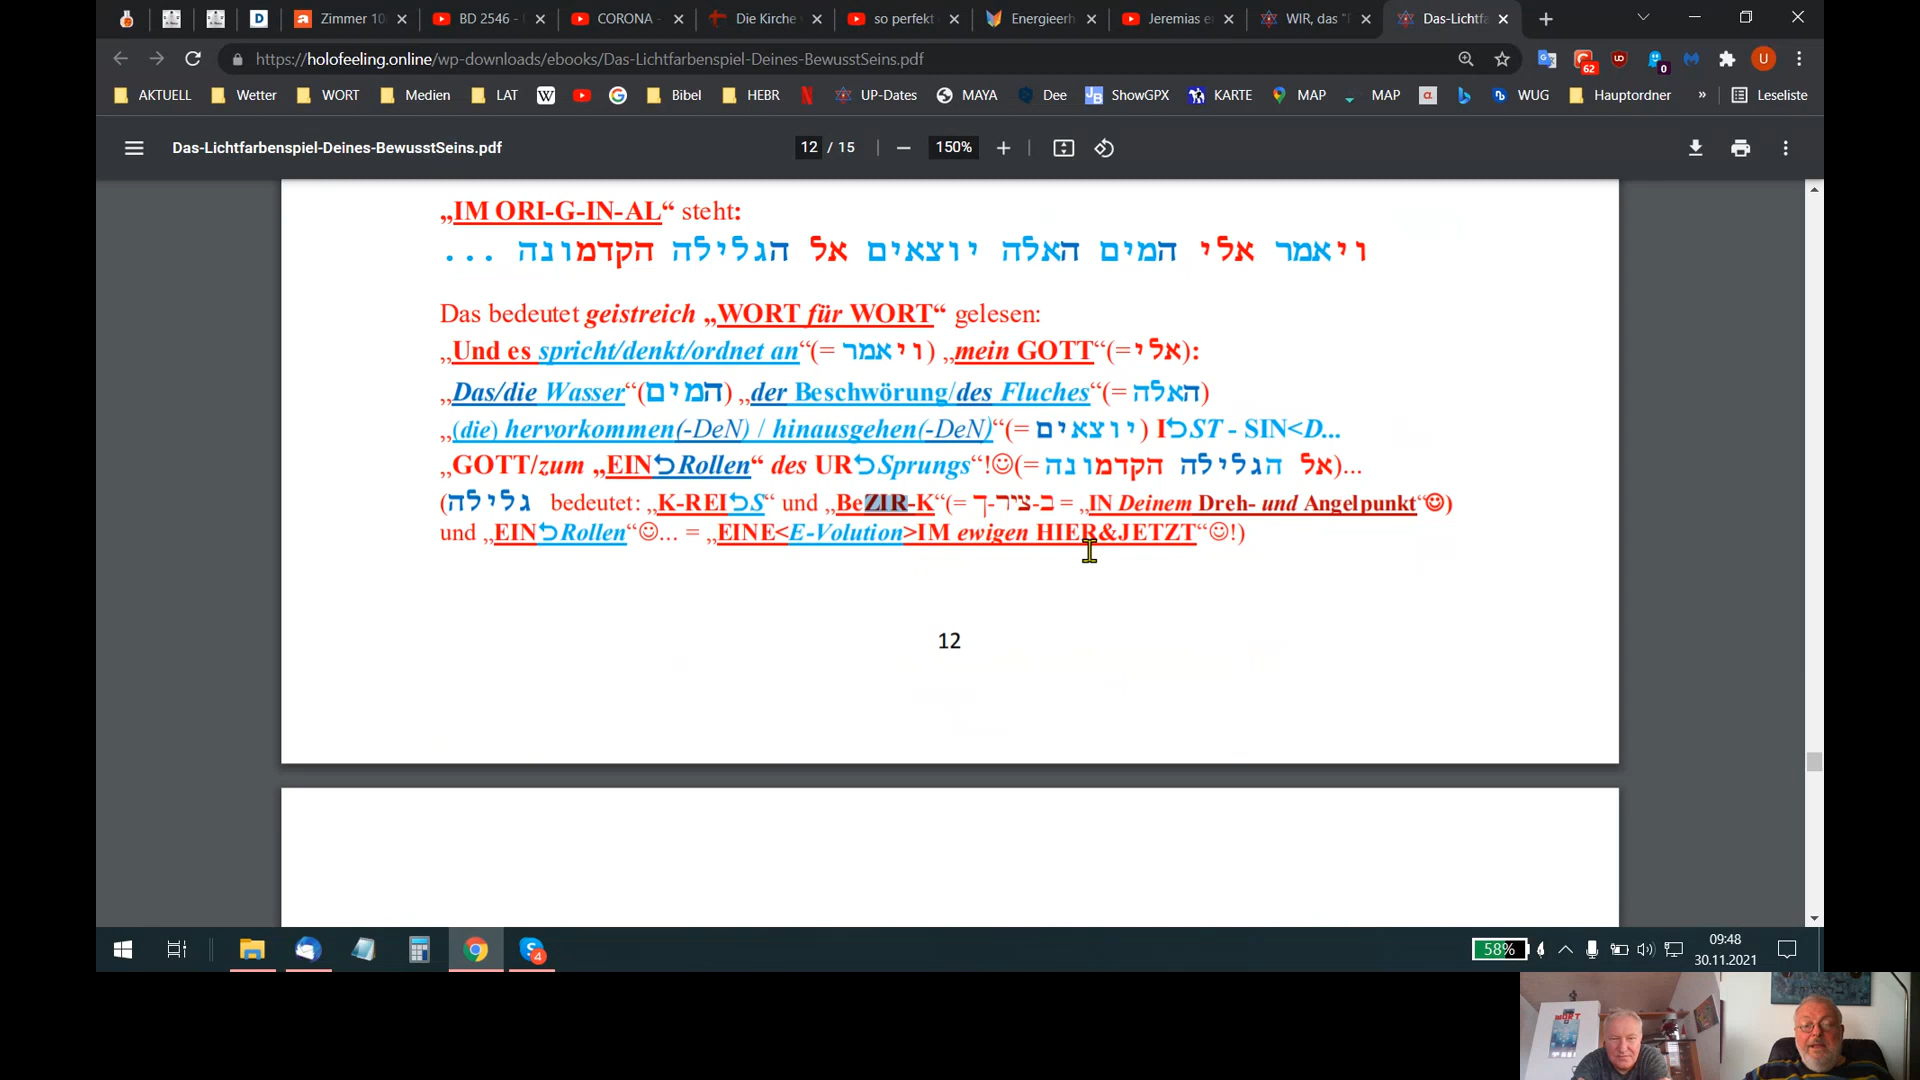 Zimmer 10
BD 2546 -
CORONA -
Die Kirche
so perfekt
Energieerh
Jeremias e
WIR, das "
Das-Lichtf
https://holofeeling.online/wp-downloads/ebooks/Das-Lichtfarbenspiel-Deines-BewusstSeins.pdf
62
0
U
AKTUELL Wetter WORT Medien LAT Bibel HEBR UP-Dates MAYA Dee ShowGPX KARTE MAP MAP WUG Hauptordner » Leseliste
Das-Lichtfarbenspiel-Deines-BewusstSeins.pdf 12 / 15 150%
„IM ORI-G-IN-AL“ steht:
ויאמר אלי המים האלה יוצאים אל הגלילה הקדמונה ...
Das bedeutet geistreich „WORT für WORT“ gelesen:
„Und es spricht/denkt/ordnet an“(= ויאמר) „mein GOTT“(=אלי):
„Das/die Wasser“(המים) „der Beschwörung/des Fluches“(= האלה)
„(die) hervorkommen(-DeN) / hinausgehen(-DeN)“(= יוצאים) I⮌ST - SIN<D...
„GOTT/zum „EIN⮌Rollen“ des UR⮌Sprungs“!☺(=אל הגלילה הקדמונה)...
(גלילה bedeutet: „K-REI⮌S“ und „BeZIR-K“(= ב-ציר-ך = „IN Deinem Dreh- und Angelpunkt“☺)
und „EIN⮌Rollen“☺... = „EINE<E-Volution>IM ewigen HIER&JETZT“☺!)
12
58%
09:48
30.11.2021
4
WORT